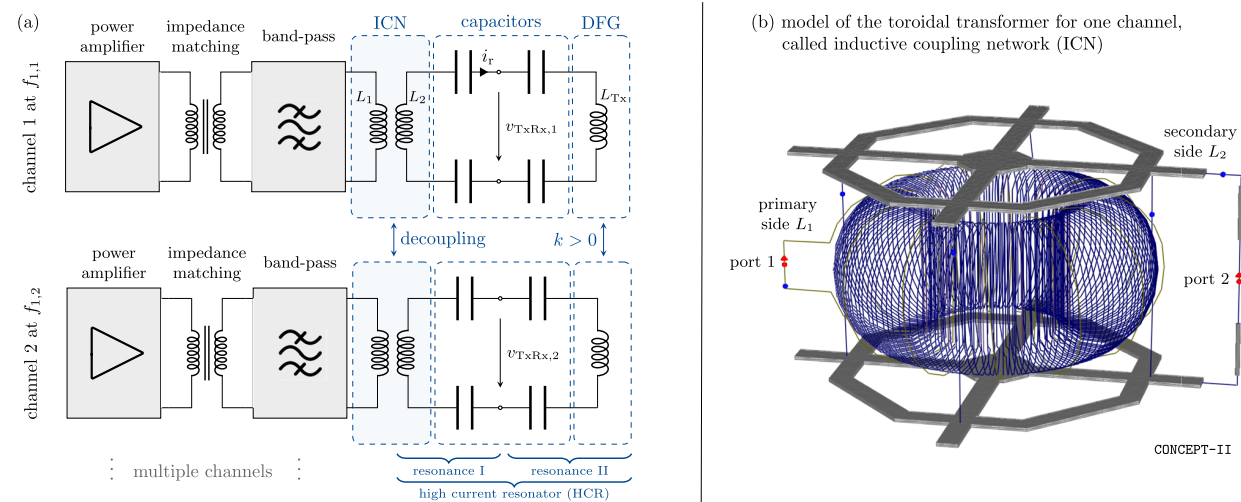 (a)
power
amplifier
impedance
matching
band-pass
ICN
capacitors
DFG
channel 1 at f1,1
L1
L2
ir
vTxRx,1
LTx
decoupling
k > 0
power
amplifier
impedance
matching
band-pass
channel 2 at f1,2
vTxRx,2
⋮ multiple channels ⋮
resonance I
resonance II
high current resonator (HCR)
(b) model of the toroidal transformer for one channel,
called inductive coupling network (ICN)
secondary
side L2
primary
side L1
port 1
port 2
CONCEPT-II